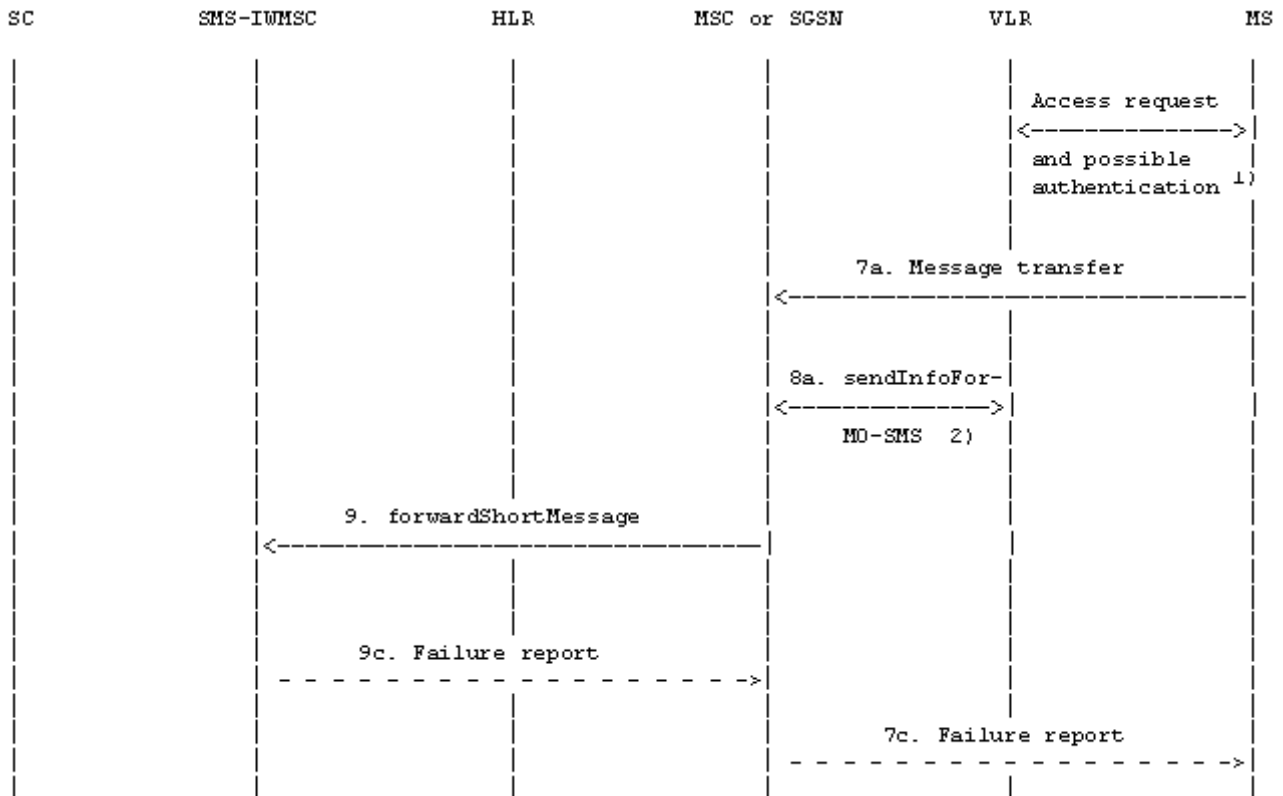 SC SMS-IWMSC HLR MSC or SGSN VLR MS
Access request
and possible
authentication 1)
7a. Message transfer
8a. sendInfoFor-
MO-SMS 2)
9. forwardShortMessage
9c. Failure report
7c. Failure report